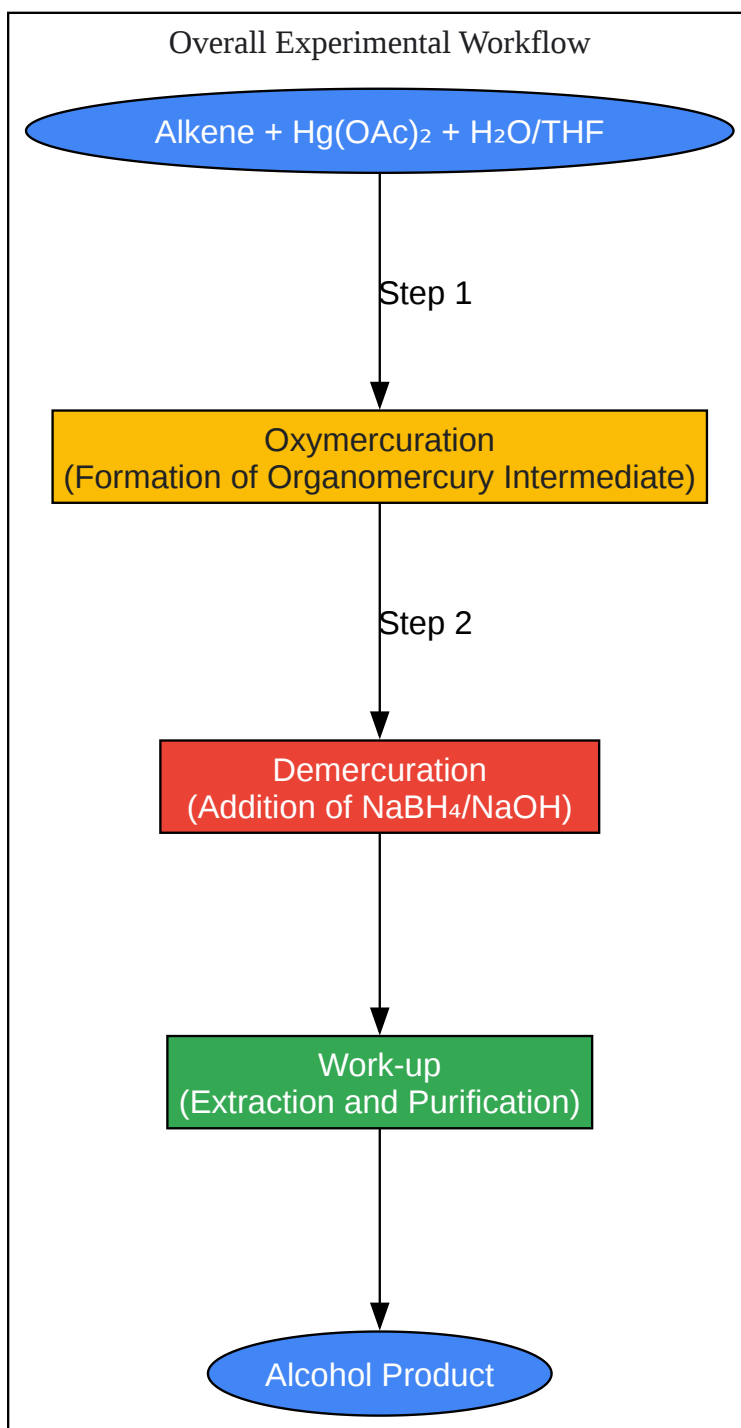 Overall Experimental Workflow
Alkene + Hg(OAc)₂ + H₂O/THF
Step 1
Oxymercuration
(Formation of Organomercury Intermediate)
Step 2
Demercuration
(Addition of NaBH₄/NaOH)
Work-up
(Extraction and Purification)
Alcohol Product